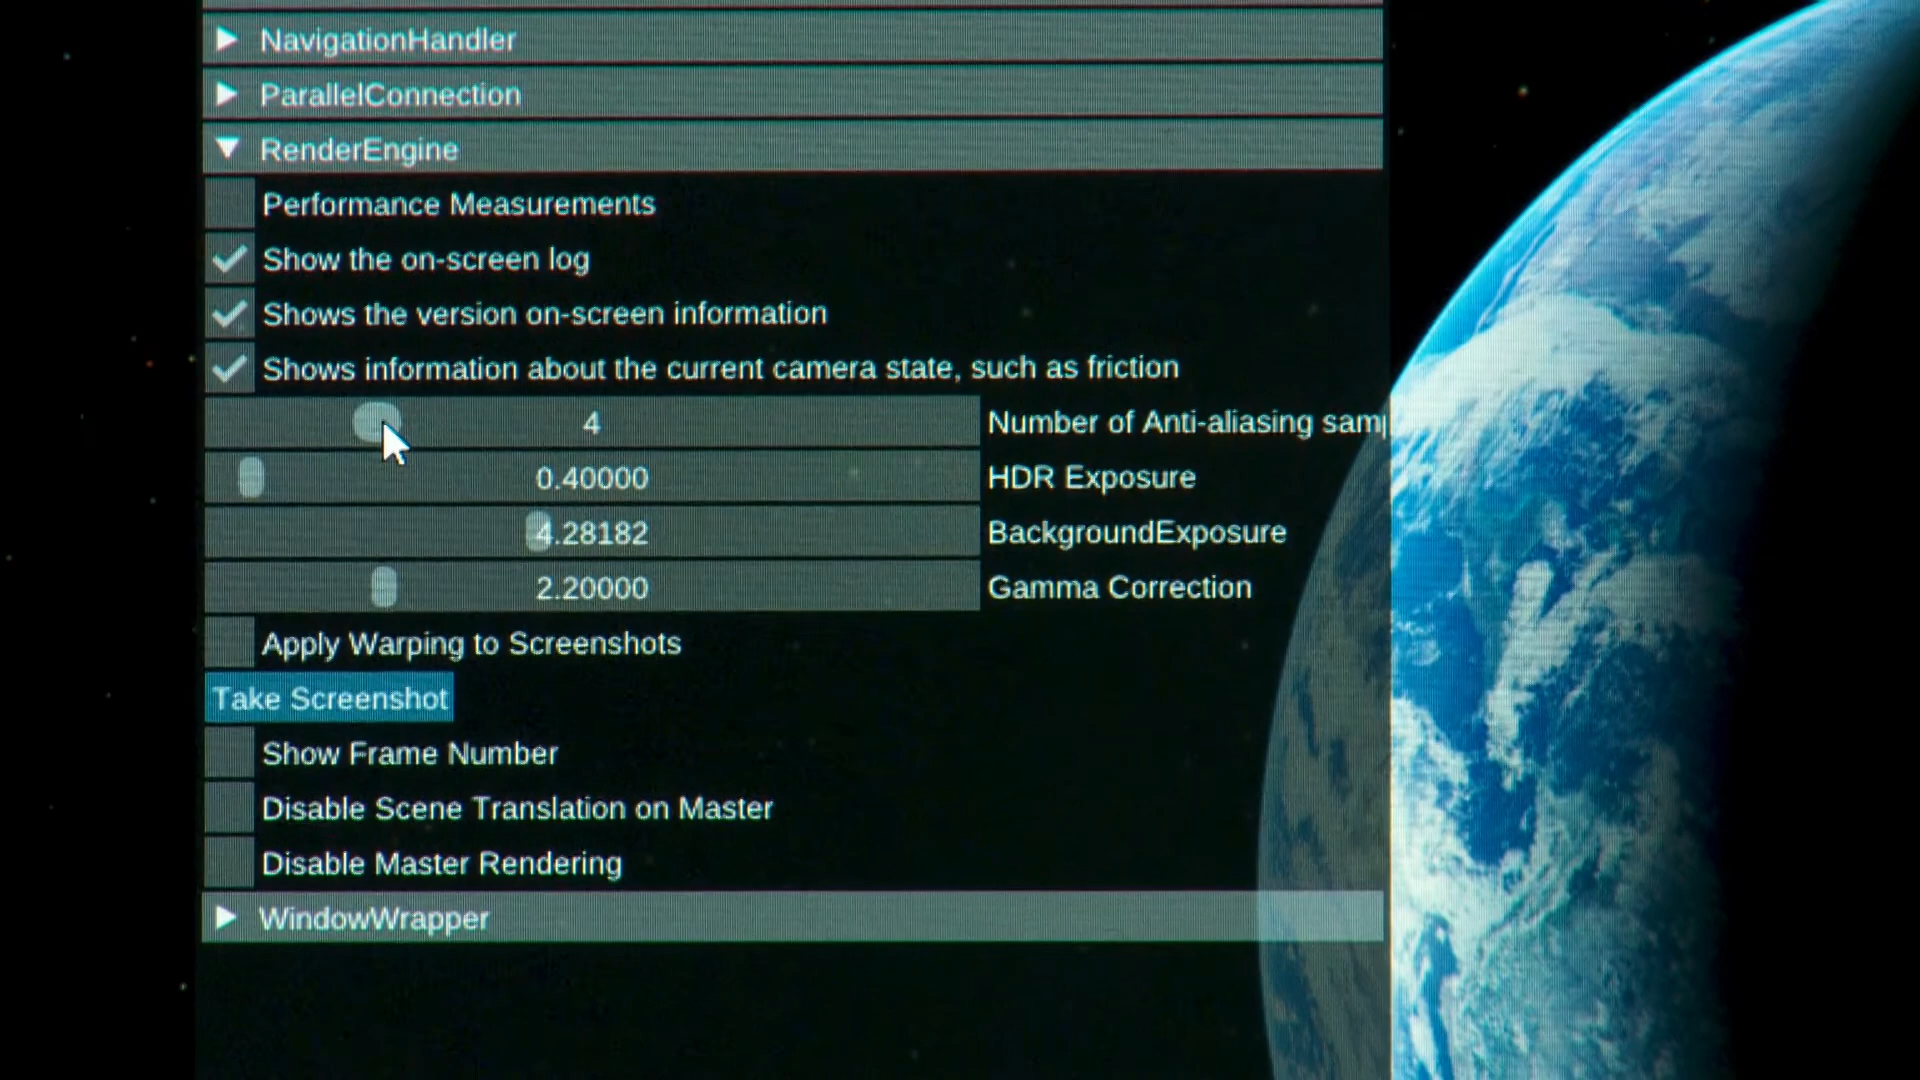 NavigationHandler
ParallelConnection
RenderEngine
Performance Measurements
Show the on-screen log
Shows the version on-screen information
Shows information about the current camera state, such as friction
4 Number of Anti-aliasing
0.40000 HDR Exposure
4.28182 BackgroundExposure
2.20000 Gamma Correction
Apply Warping to Screenshots
Take Screenshot
Show Frame Number
Disable Scene Translation on Master
Disable Master Rendering
WindowWrapper